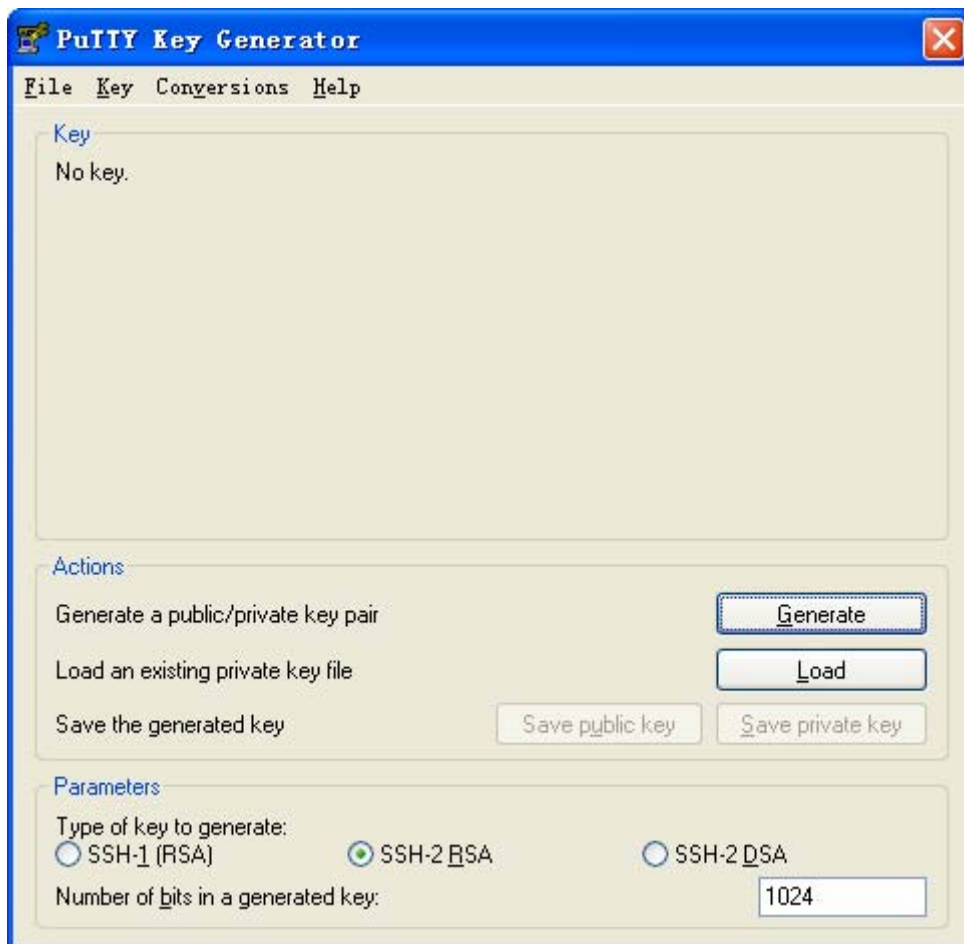 PuTTY Key Generator
File Key Conversions Help
Key
No key.
Actions
Generate a public/private key pair Generate
Load an existing private key file Load
Save the generated key Save public key Save private key
Parameters
Type of key to generate:
SSH-1 (RSA) SSH-2 RSA SSH-2 DSA
Number of bits in a generated key: 1024